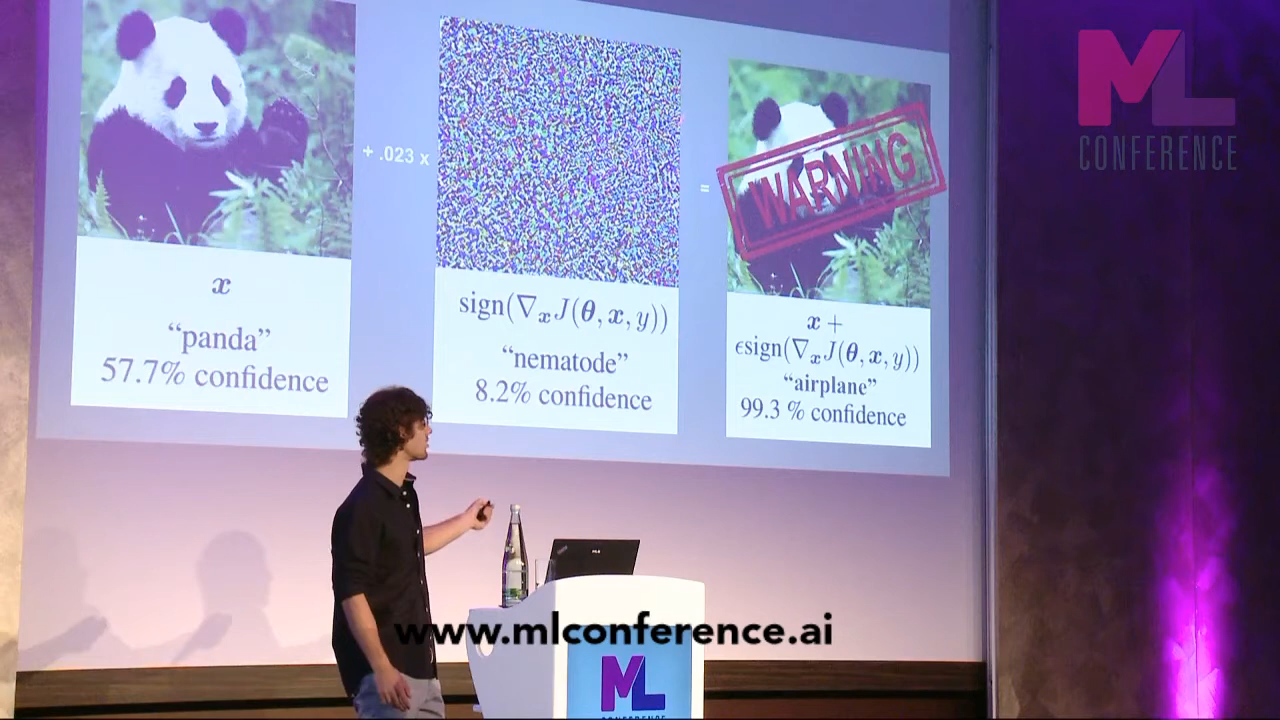 + .023 x
=
WARNING
x
"panda"
57.7% confidence
sign(∇ₓJ(θ, x, y))
"nematode"
8.2% confidence
x +
ϵsign(∇ₓJ(θ, x, y))
"airplane"
99.3 % confidence
ML
CONFERENCE
www.mlconference.ai
ML
CONFERENCE